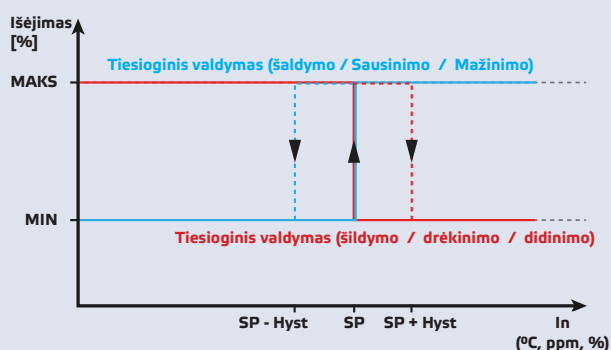 Išėjimas
[%]
Tiesioginis valdymas (šaldymo / Sausinimo / Mažinimo)
MAKS
MIN
Tiesioginis valdymas (šildymo / drėkinimo / didinimo)
SP - Hyst
SP
SP + Hyst
In
(ºC, ppm, %)